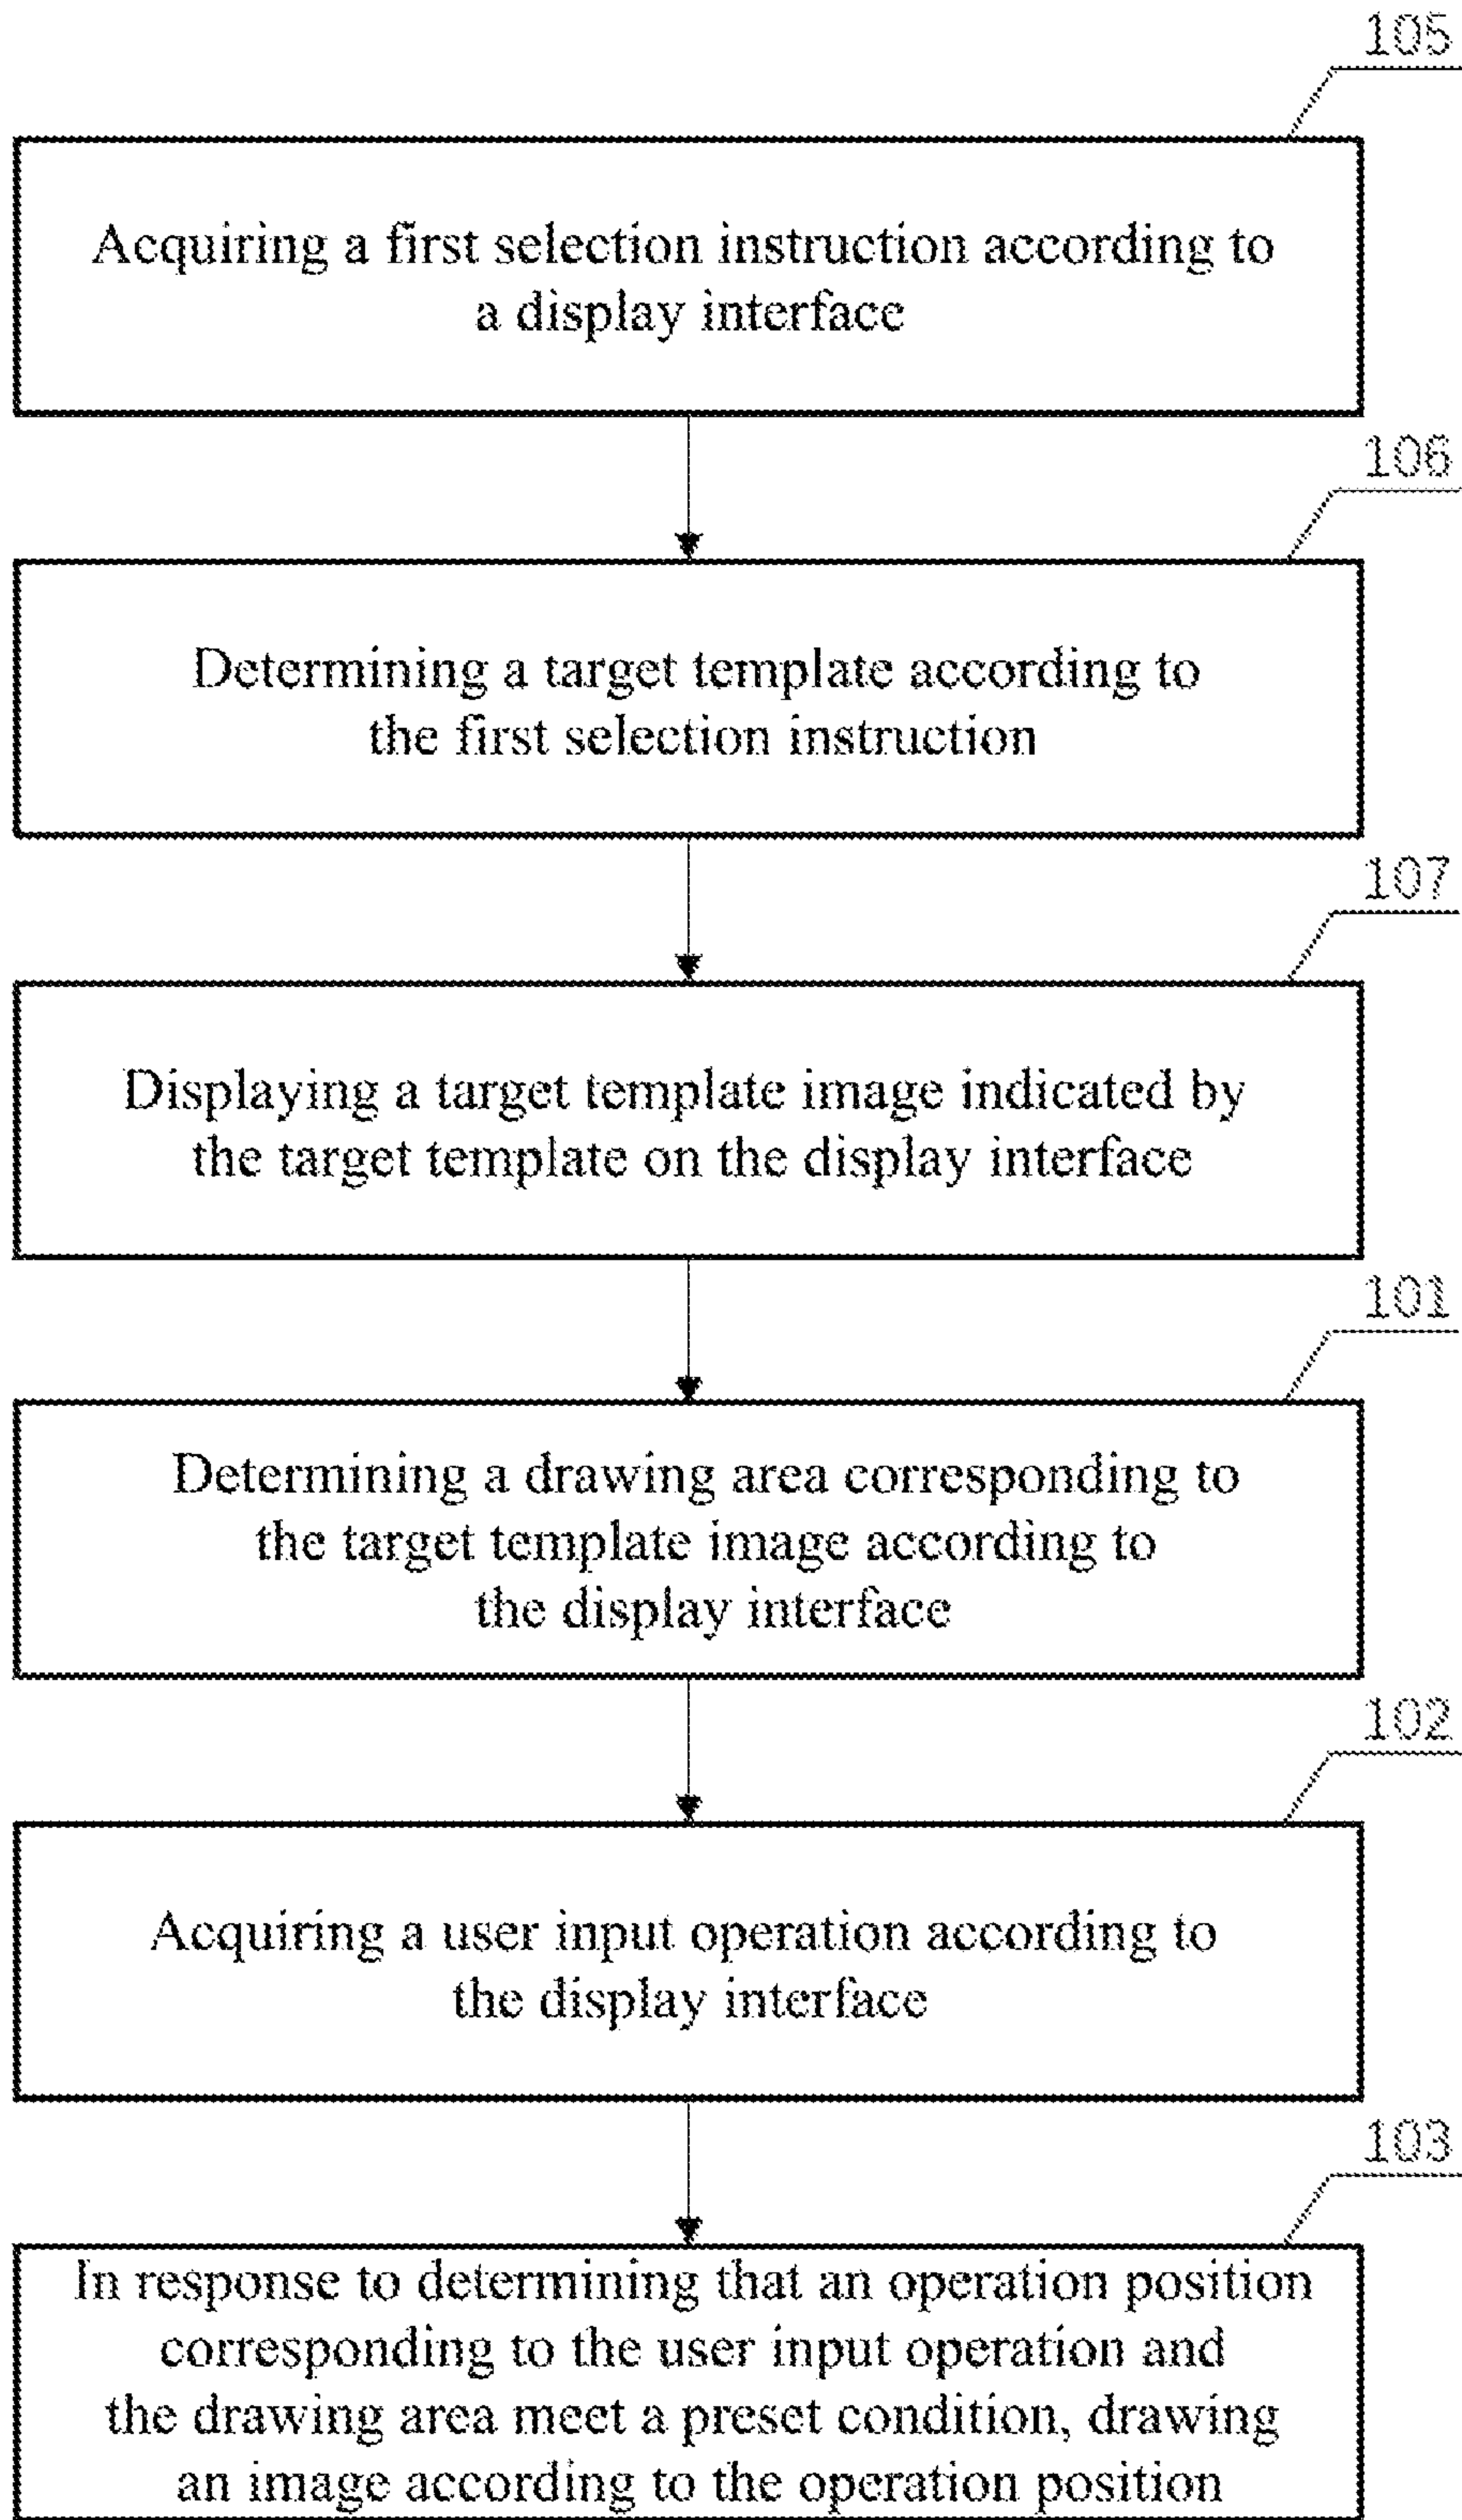 105
Acquiring a first selection instruction according to
a display interface
106
Determining a target template according to
the first selection instruction
107
Displaying a target template image indicated by
the target template on the display interface
101
Determining a drawing area corresponding to
the target template image according to
the display interface
102
Acquiring a user input operation according to
the display interface
103
In response to determining that an operation position
corresponding to the user input operation and
the drawing area meet a preset condition, drawing
an image according to the operation position